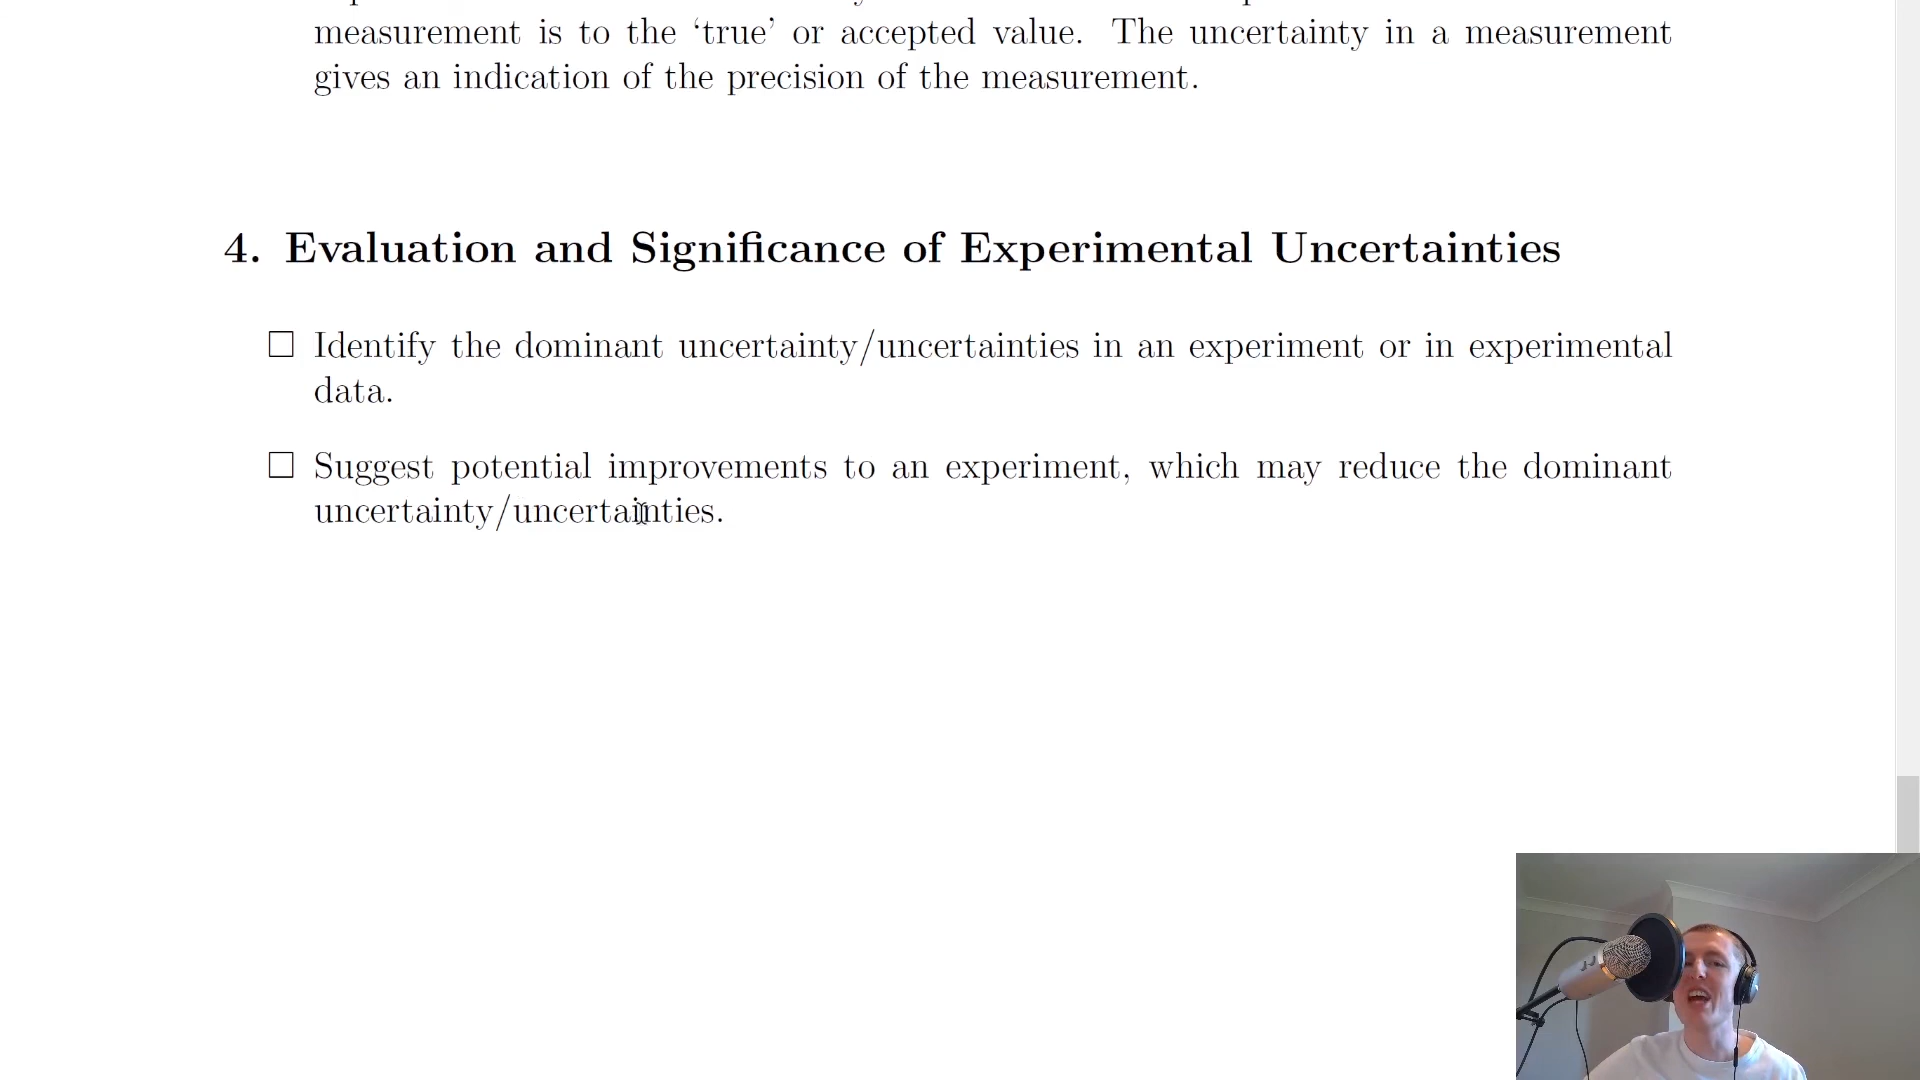 measurement is to the ‘true’ or accepted value. The uncertainty in a measurement
gives an indication of the precision of the measurement.
4. Evaluation and Significance of Experimental Uncertainties
Identify the dominant uncertainty/uncertainties in an experiment or in experimental
data.
Suggest potential improvements to an experiment, which may reduce the dominant
uncertainty/uncertainties.